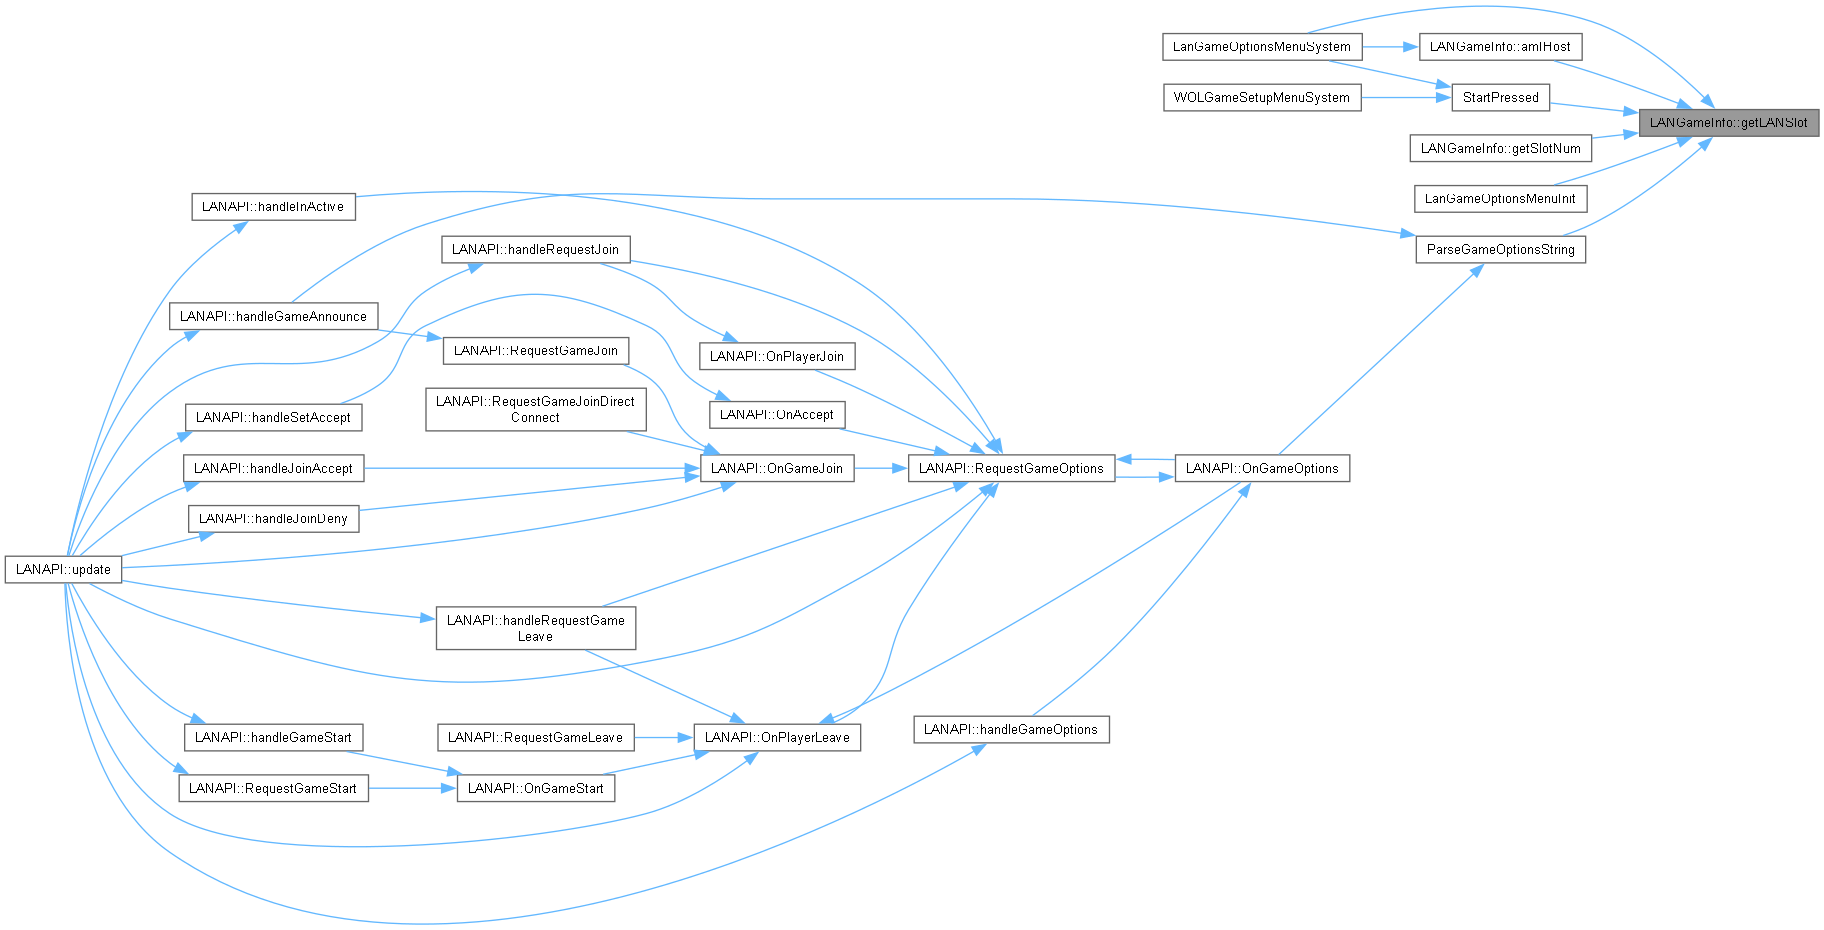 LanGameOptionsMenuSystem
LANGameInfo::amIHost
WOLGameSetupMenuSystem
StartPressed
LANGameInfo::getLANSlot
LANGameInfo::getSlotNum
LanGameOptionsMenuInit
LANAPI::handleInActive
LANAPI::handleRequestJoin
ParseGameOptionsString
LANAPI::handleGameAnnounce
LANAPI::RequestGameJoin
LANAPI::OnPlayerJoin
LANAPI::RequestGameJoinDirect
Connect
LANAPI::handleSetAccept
LANAPI::OnAccept
LANAPI::handleJoinAccept
LANAPI::OnGameJoin
LANAPI::RequestGameOptions
LANAPI::OnGameOptions
LANAPI::handleJoinDeny
LANAPI::update
LANAPI::handleRequestGame
Leave
LANAPI::handleGameStart
LANAPI::RequestGameLeave
LANAPI::OnPlayerLeave
LANAPI::handleGameOptions
LANAPI::RequestGameStart
LANAPI::OnGameStart